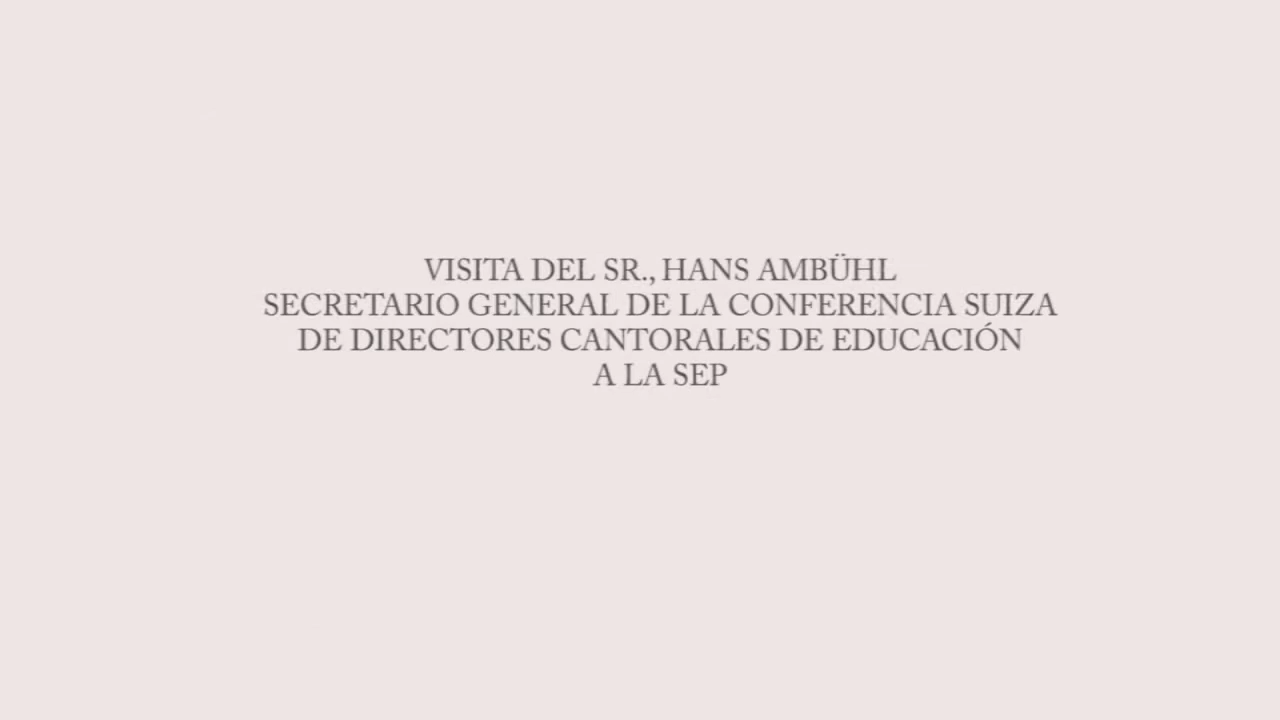 VISITA DEL SR., HANS AMBÜHL
SECRETARIO GENERAL DE LA CONFERENCIA SUIZA
DE DIRECTORES CANTORALES DE EDUCACIÓN
A LA SEP